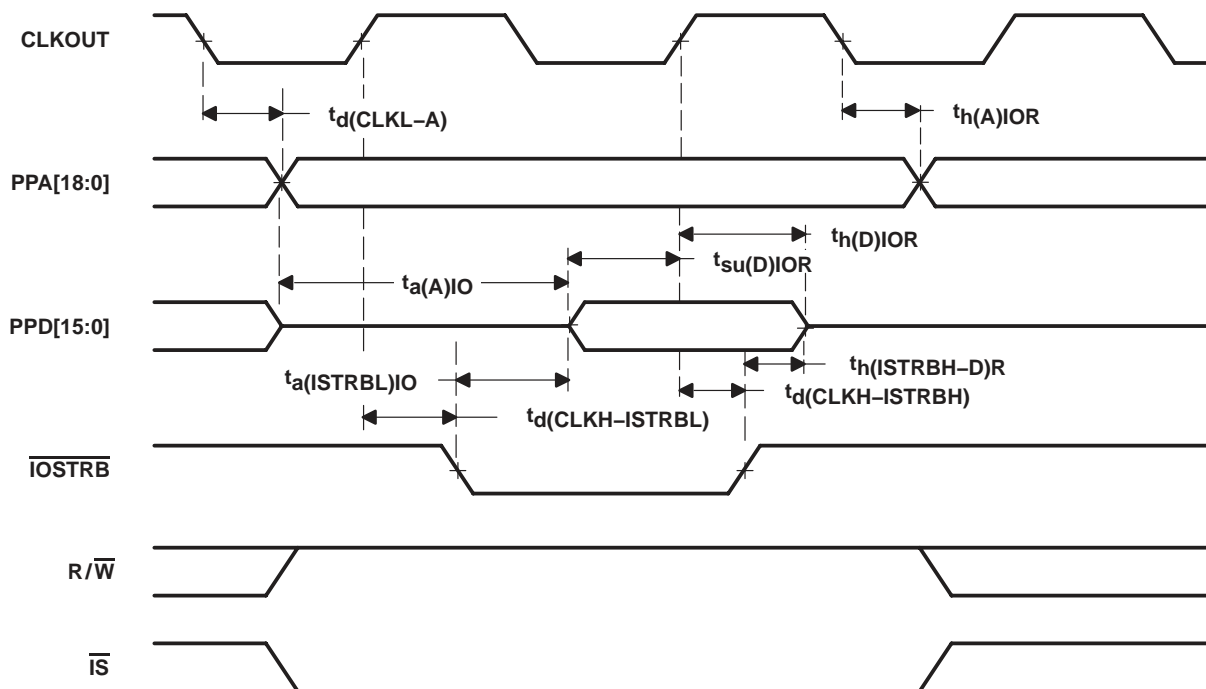 CLKOUT
td(CLKL–A)
th(A)IOR
PPA[18:0]
th(D)IOR
tsu(D)IOR
ta(A)IO
PPD[15:0]
th(ISTRBH–D)R
ta(ISTRBL)IO
td(CLKH–ISTRBH)
td(CLKH–ISTRBL)
IOSTRB
R/W
IS